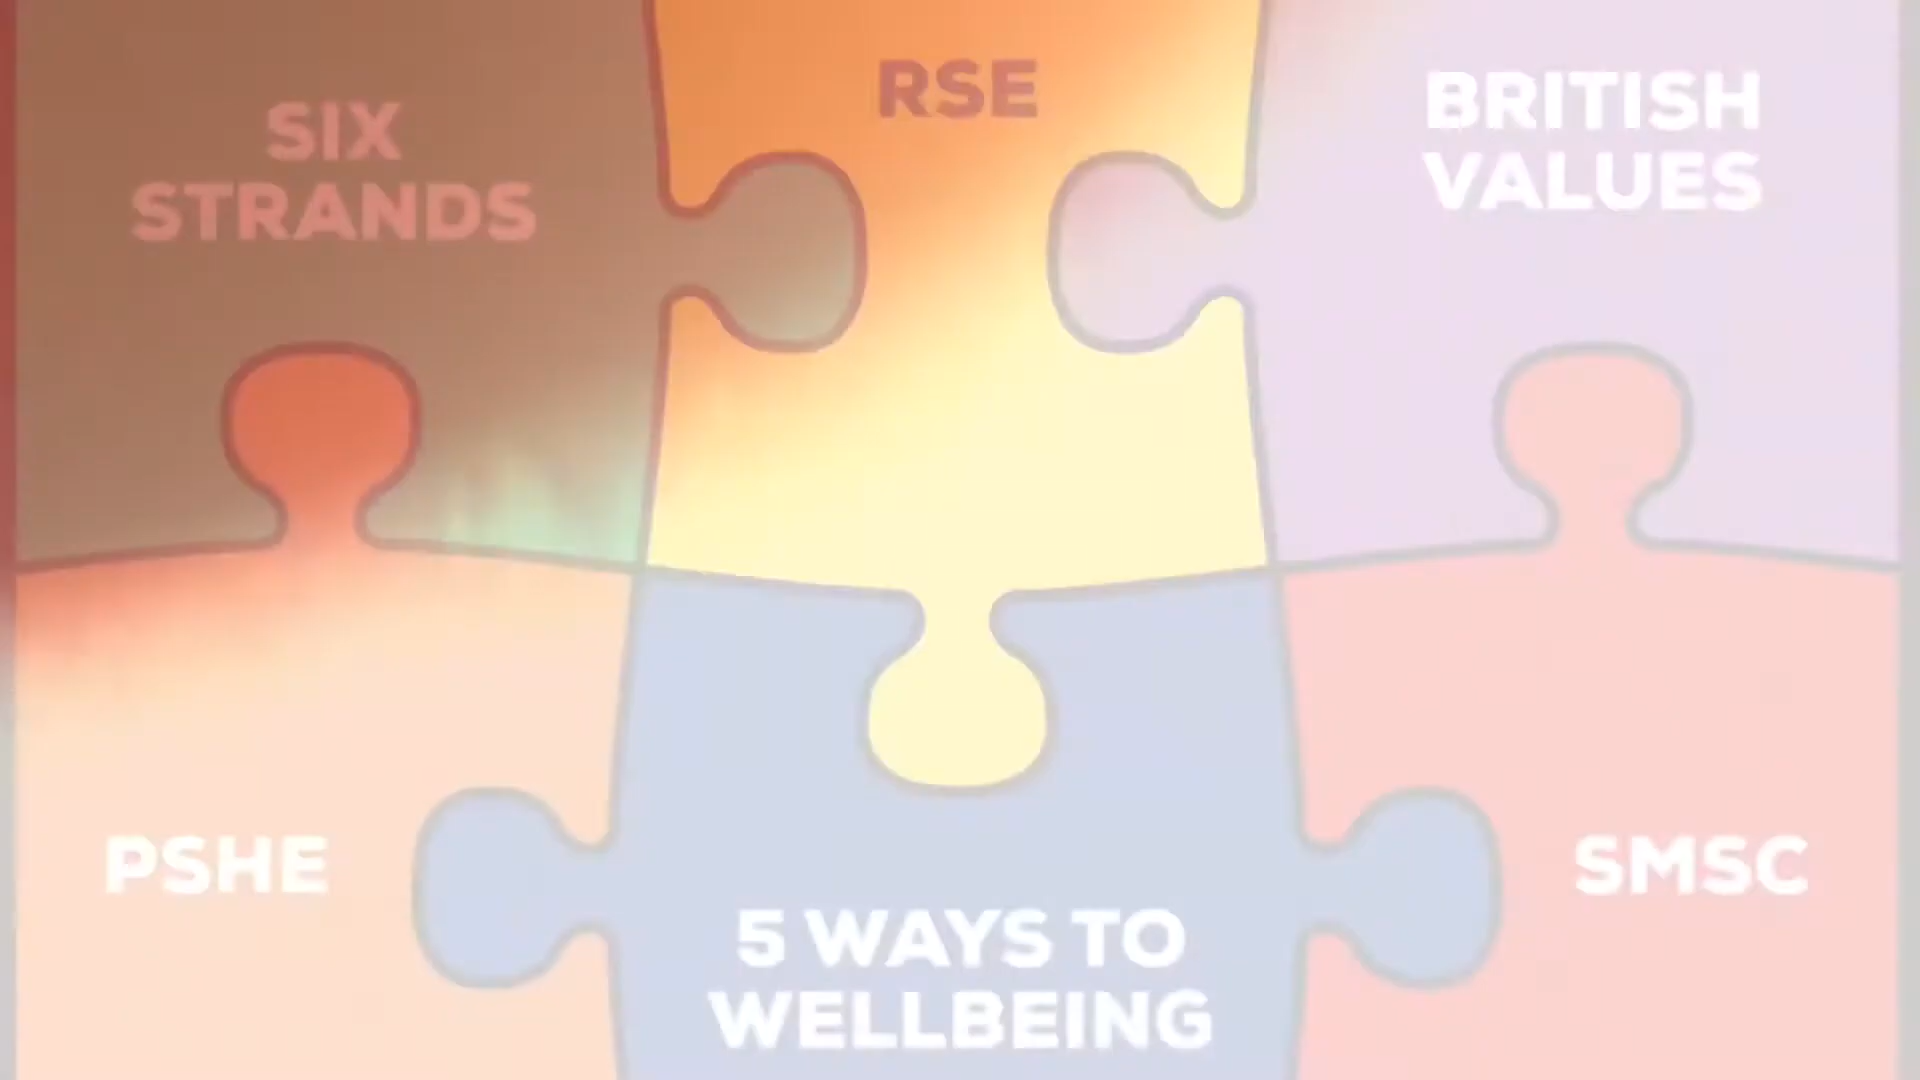 SIX
STRANDS
RSE
BRITISH
VALUES
PSHE
5 WAYS TO
WELLBEING
SMSC